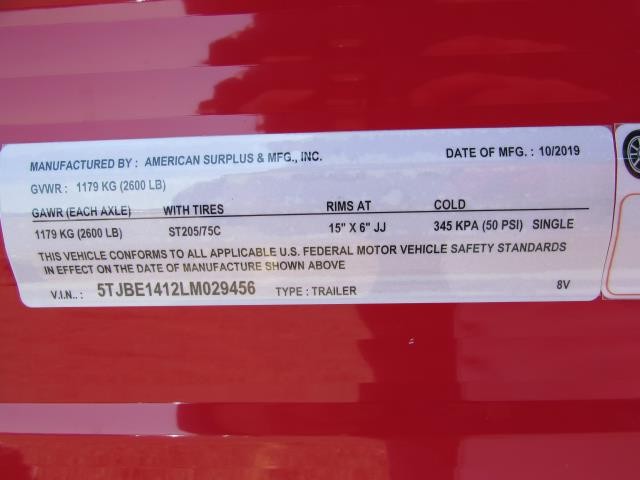 MANUFACTURED BY : AMERICAN SURPLUS & MFG., INC. DATE OF MFG. : 10/2019
GVWR : 1179 KG (2600 LB)
GAWR (EACH AXLE) WITH TIRES RIMS AT COLD
1179 KG (2600 LB) ST205/75C 15" X 6" JJ 345 KPA (50 PSI) SINGLE
THIS VEHICLE CONFORMS TO ALL APPLICABLE U.S. FEDERAL MOTOR VEHICLE SAFETY STANDARDS
IN EFFECT ON THE DATE OF MANUFACTURE SHOWN ABOVE
V.I.N.. : 5TJBE1412LM029456 TYPE : TRAILER 8V